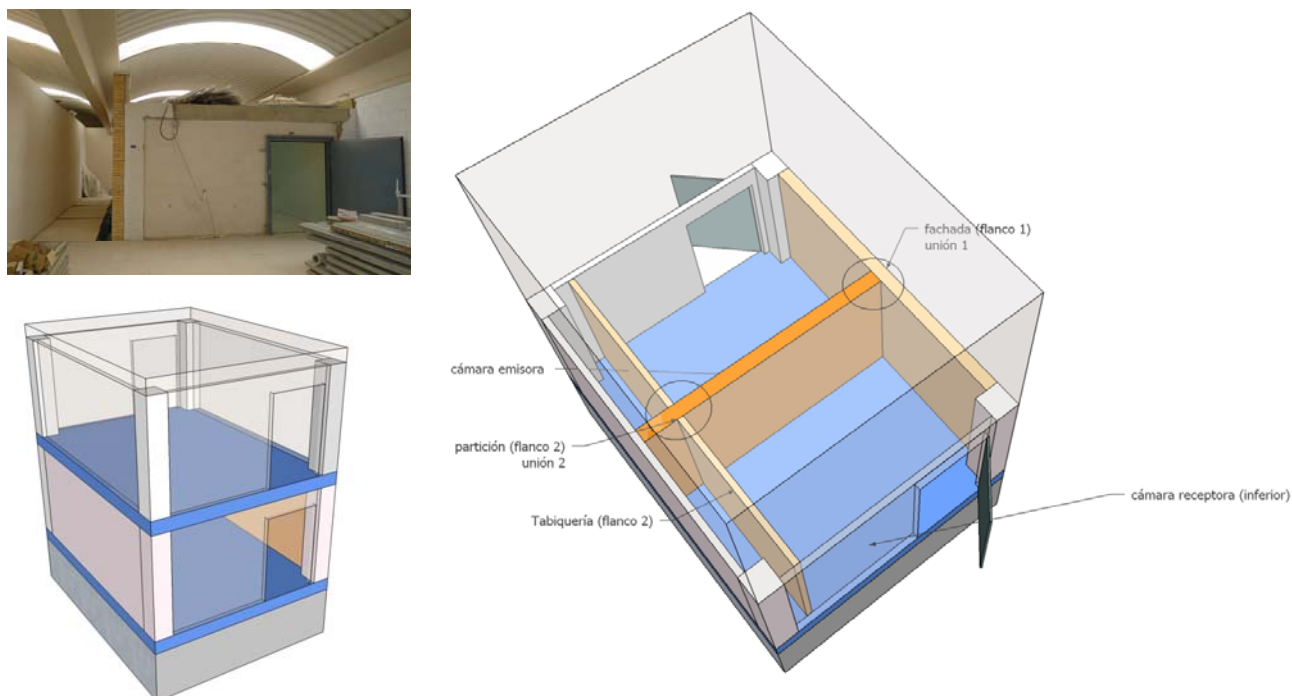 fachada (flanco 1)
unión 1
cámara emisora
partición (flanco 2)
unión 2
Tabiquería (flanco 2)
cámara receptora (inferior)